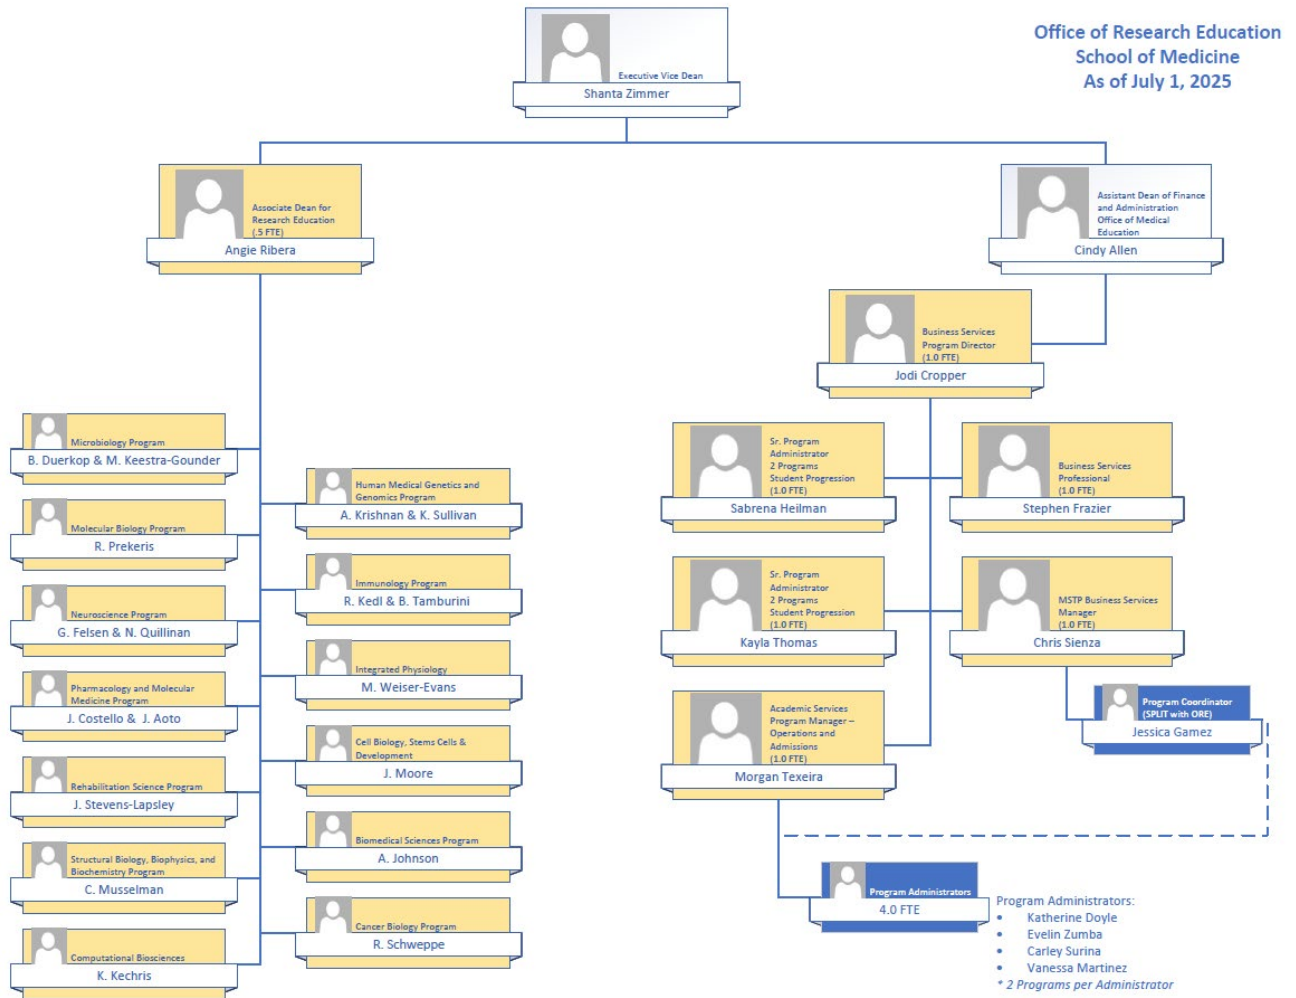 Office of Research Education
School of Medicine
As of July 1, 2025
Executive Vice Dean
Shanta Zimmer
Associate Dean for
Research Education
(.5 FTE)
Angie Ribera
Assistant Dean of Finance
and Administration
Office of Medical
Education
Cindy Allen
Business Services
Program Director
(1.0 FTE)
Jodi Cropper
Microbiology Program
B. Duerkop & M. Keestra-Gounder
Molecular Biology Program
R. Prekeris
Neuroscience Program
G. Felsen & N. Quillinan
Pharmacology and Molecular
Medicine Program
J. Costello & J. Aoto
Rehabilitation Science Program
J. Stevens-Lapsley
Structural Biology, Biophysics, and
Biochemistry Program
C. Musselman
Computational Biosciences
K. Kechris
Human Medical Genetics and
Genomics Program
A. Krishnan & K. Sullivan
Immunology Program
R. Kedl & B. Tamburini
Integrated Physiology
M. Weiser-Evans
Cell Biology, Stems Cells &
Development
J. Moore
Biomedical Sciences Program
A. Johnson
Cancer Biology Program
R. Schweppe
Sr. Program
Administrator
2 Programs
Student Progression
(1.0 FTE)
Sabrena Heilman
Business Services
Professional
(1.0 FTE)
Stephen Frazier
Sr. Program
Administrator
2 Programs
Student Progression
(1.0 FTE)
Kayla Thomas
MSTP Business Services
Manager
(1.0 FTE)
Chris Sienza
Academic Services
Program Manager –
Operations and
Admissions
(1.0 FTE)
Morgan Texeira
Program Coordinator
(SPLIT with ORE)
Jessica Gamez
Program Administrators
4.0 FTE
Program Administrators:
• Katherine Doyle
• Evelin Zumba
• Carley Surina
• Vanessa Martinez
* 2 Programs per Administrator